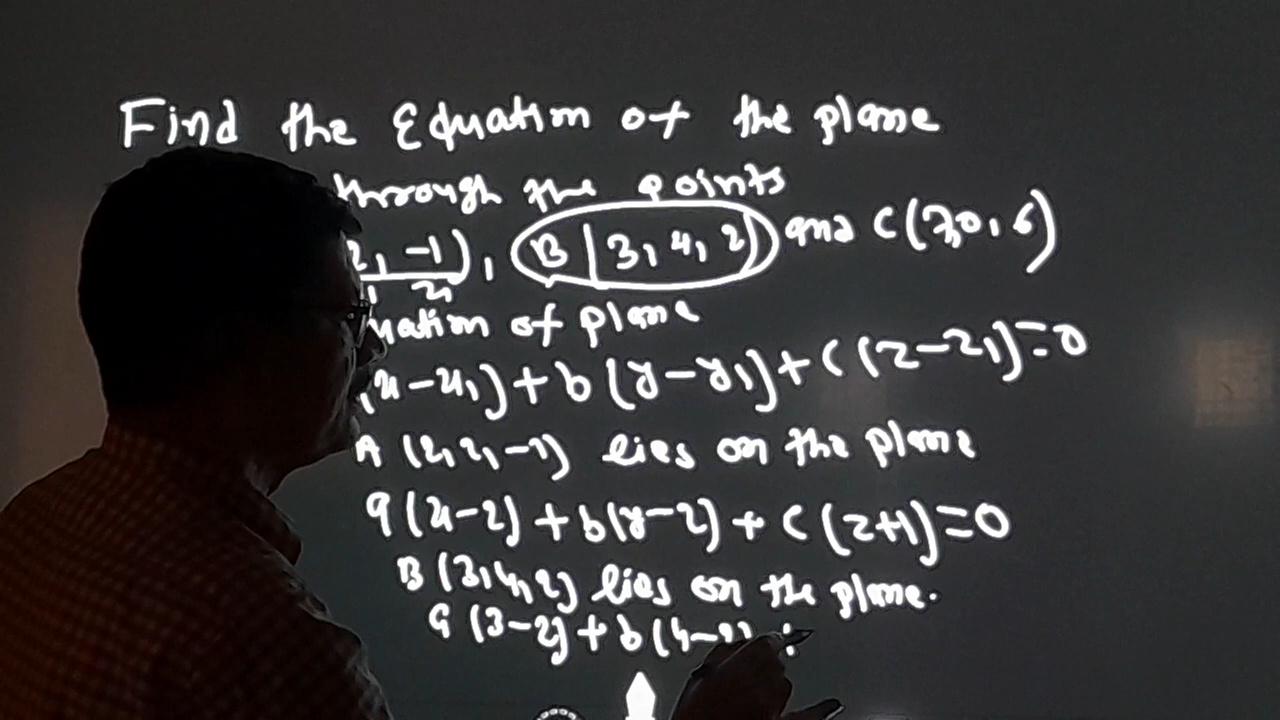 Find the Equation of the plane
through the points
2, -1), B(3, 4, 2) and C(7,0,6)
uation of plane
(x-x₁)+b(y-y₁)+c(z-z₁)=0
A (2,2,-1) lies on the plane
a(x-2)+b(y-2)+c(z+1)=0
B (3,4,2) lies on the plane.
a (3-2)+b(4-2)